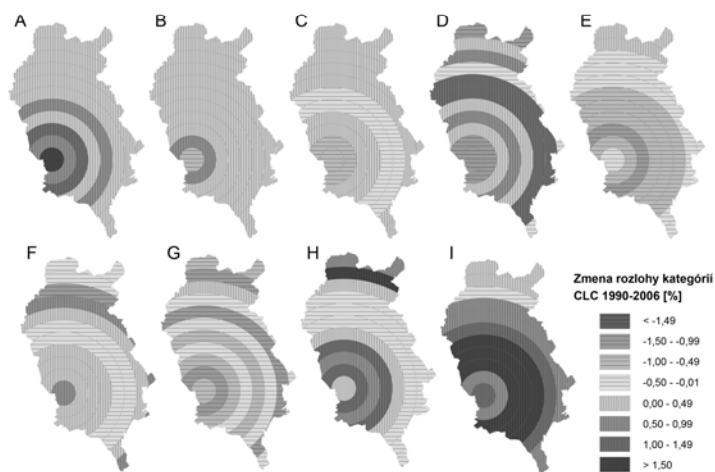 A B C D E
F G H I
Zmena rozlohy kategórií
CLC 1990-2006 [%]
< -1,49
-1,50 - -0,99
-1,00 - -0,49
-0,50 - -0,01
0,00 - 0,49
0,50 - 0,99
1,00 - 1,49
> 1,50